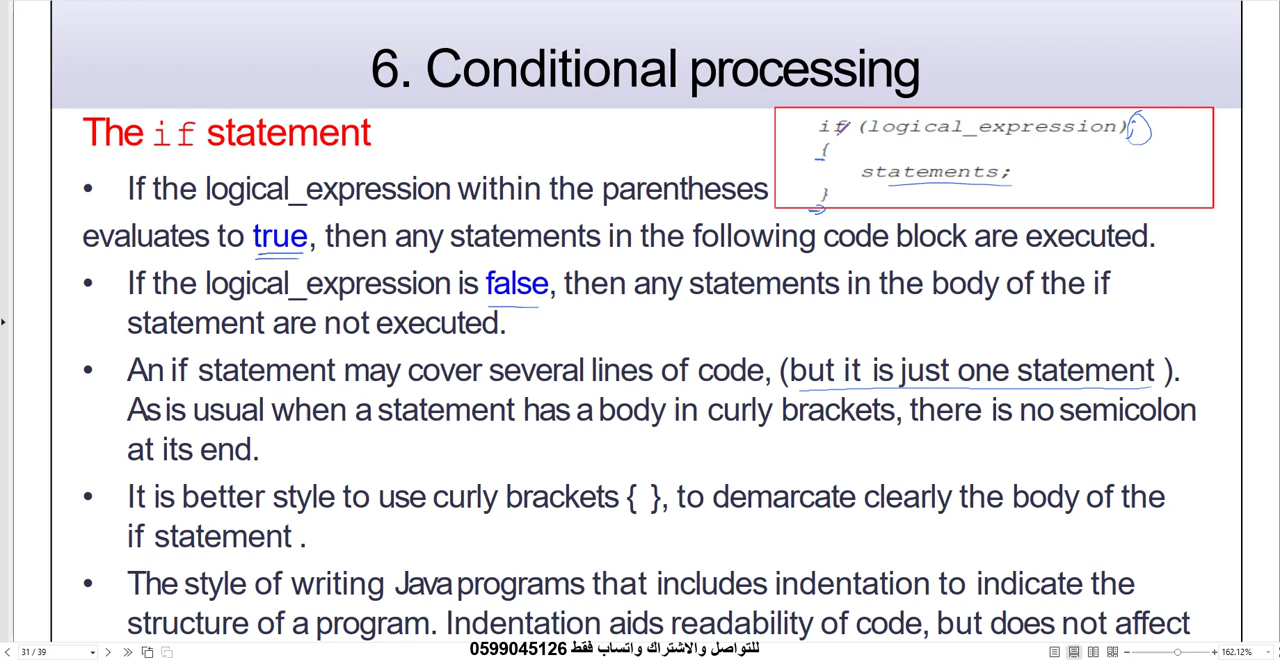 6. Conditional processing
The if statement
if (logical_expression);
{
statements;
}
• If the logical_expression within the parentheses
evaluates to true, then any statements in the following code block are executed.
• If the logical_expression is false, then any statements in the body of the if
statement are not executed.
• An if statement may cover several lines of code, (but it is just one statement ).
As is usual when a statement has a body in curly brackets, there is no semicolon
at its end.
• It is better style to use curly brackets { }, to demarcate clearly the body of the
if statement .
• The style of writing Java programs that includes indentation to indicate the
structure of a program. Indentation aids readability of code, but does not affect
للتواصل والاشتراك واتساب فقط 0599045126
31 / 39
162.12%